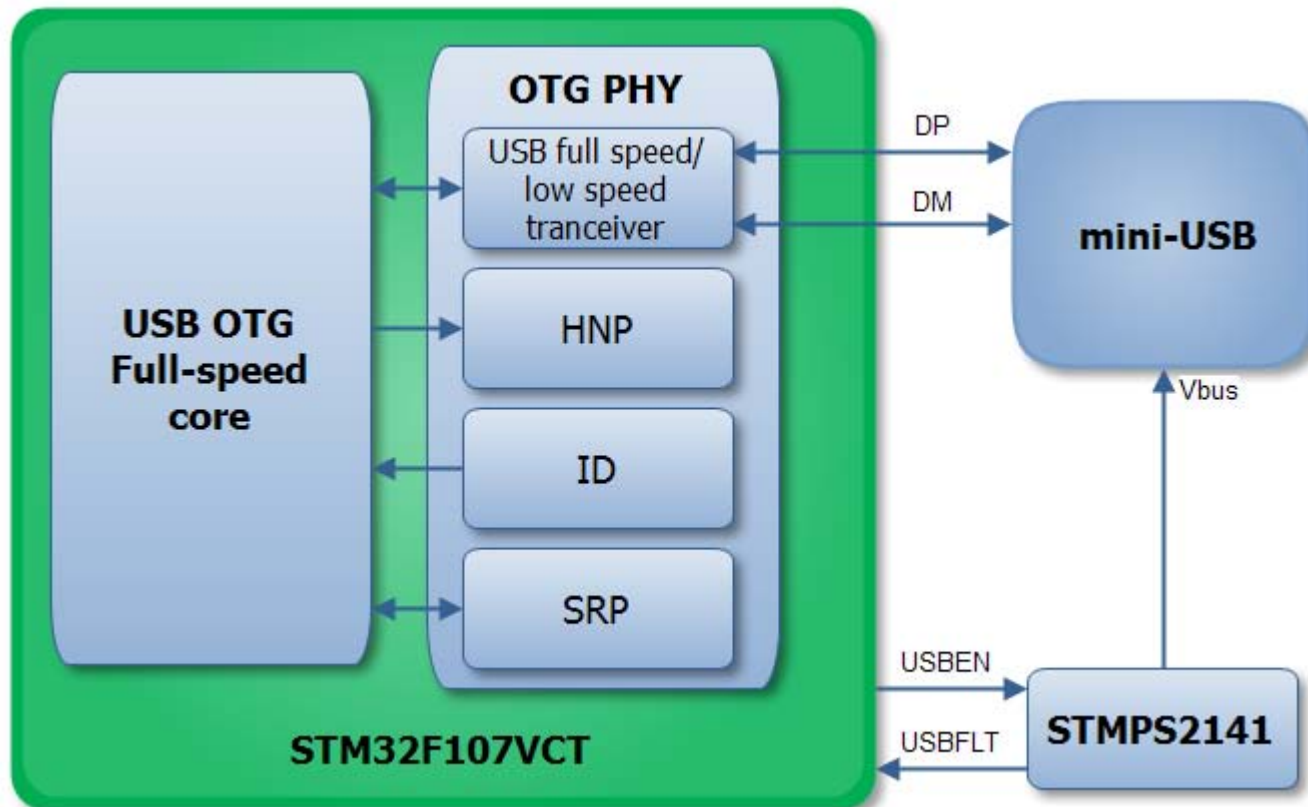 OTG PHY
USB full speed/
low speed
tranceiver
HNP
ID
SRP
USB OTG
Full-speed
core
STM32F107VCT
DP
DM
mini-USB
Vbus
USBEN
USBFLT
STMPS2141